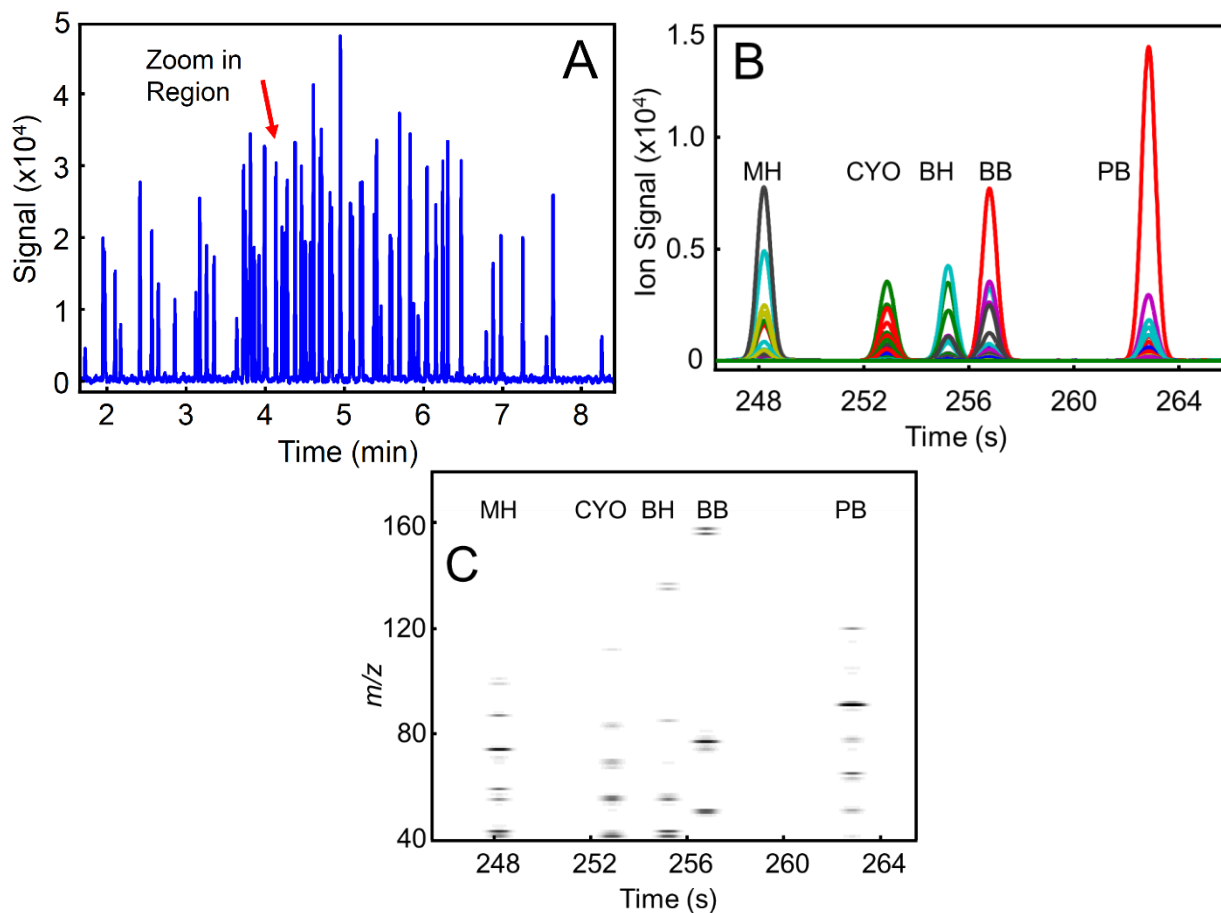 A
Zoom in
Region
Signal (x10⁴)
5
4
3
2
1
0
2 3 4 5 6 7 8
Time (min)
B
Ion Signal (x10⁴)
1.5
1.0
0.5
0
MH CYO BH BB PB
248 252 256 260 264
Time (s)
C
MH CYO BH BB PB
m/z
160
120
80
40
248 252 256 260 264
Time (s)